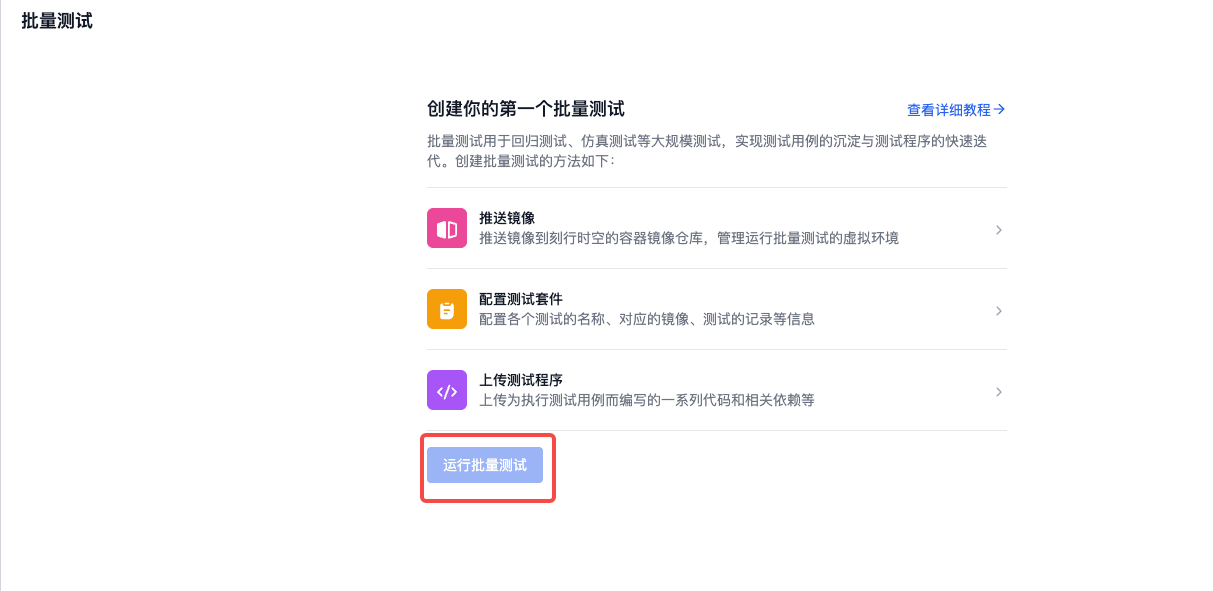 批量测试
创建你的第一个批量测试
查看详细教程→
批量测试用于回归测试、仿真测试等大规模测试，实现测试用例的沉淀与测试程序的快速迭
代。创建批量测试的方法如下：
推送镜像
推送镜像到刻行时空的容器镜像仓库，管理运行批量测试的虚拟环境
配置测试套件
配置各个测试的名称、对应的镜像、测试的记录等信息
上传测试程序
上传为执行测试用例而编写的一系列代码和相关依赖等
运行批量测试